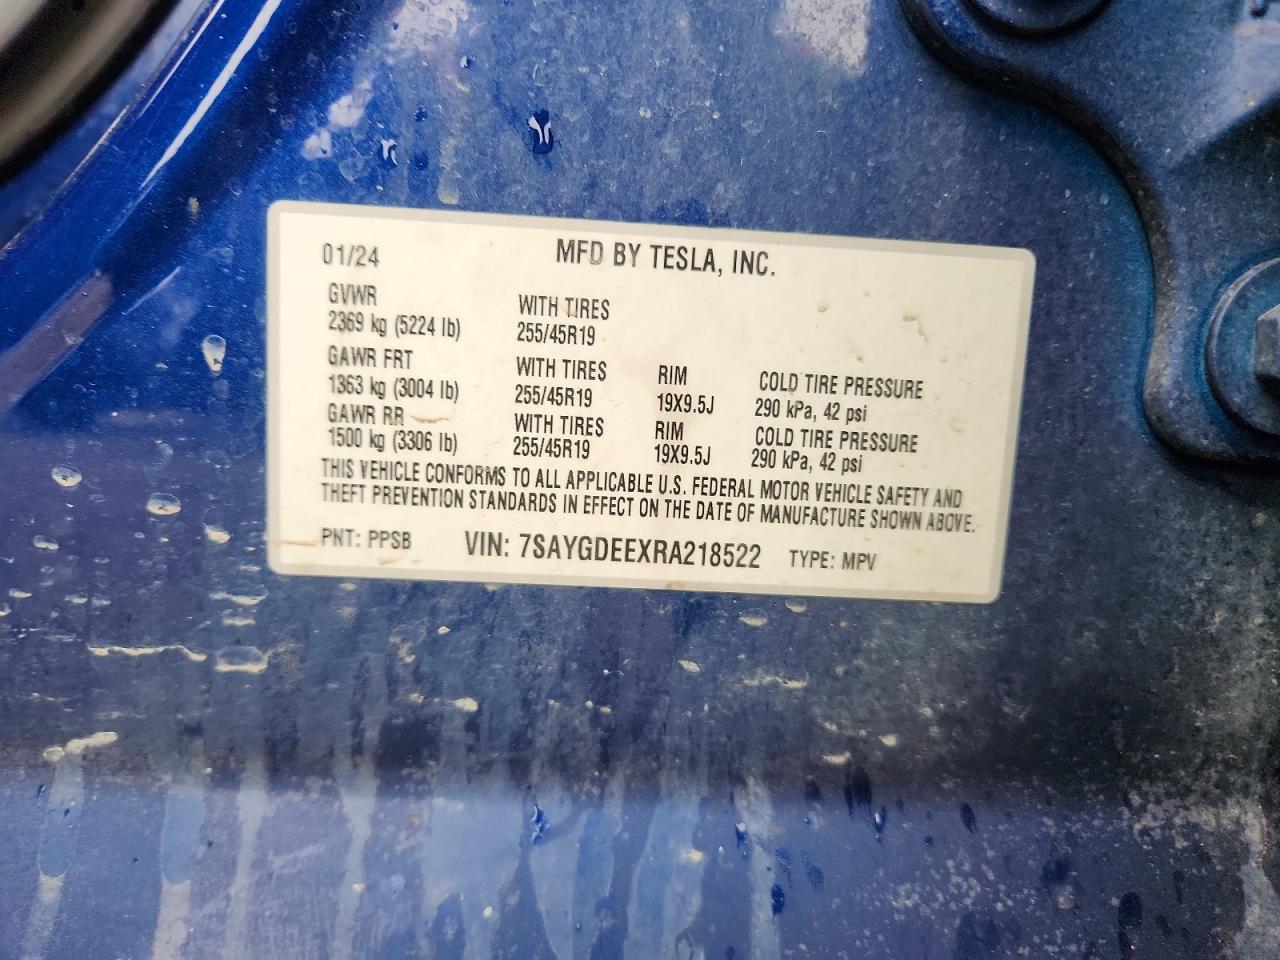 01/24 MFD BY TESLA, INC.
GVWR WITH TIRES
2369 kg (5224 lb) 255/45R19
GAWR FRT WITH TIRES RIM COLD TIRE PRESSURE
1363 kg (3004 lb) 255/45R19 19X9.5J 290 kPa, 42 psi
GAWR RR WITH TIRES RIM COLD TIRE PRESSURE
1500 kg (3306 lb) 255/45R19 19X9.5J 290 kPa, 42 psi
THIS VEHICLE CONFORMS TO ALL APPLICABLE U.S. FEDERAL MOTOR VEHICLE SAFETY AND
THEFT PREVENTION STANDARDS IN EFFECT ON THE DATE OF MANUFACTURE SHOWN ABOVE.
PNT: PPSB VIN: 7SAYGDEEXRA218522 TYPE: MPV